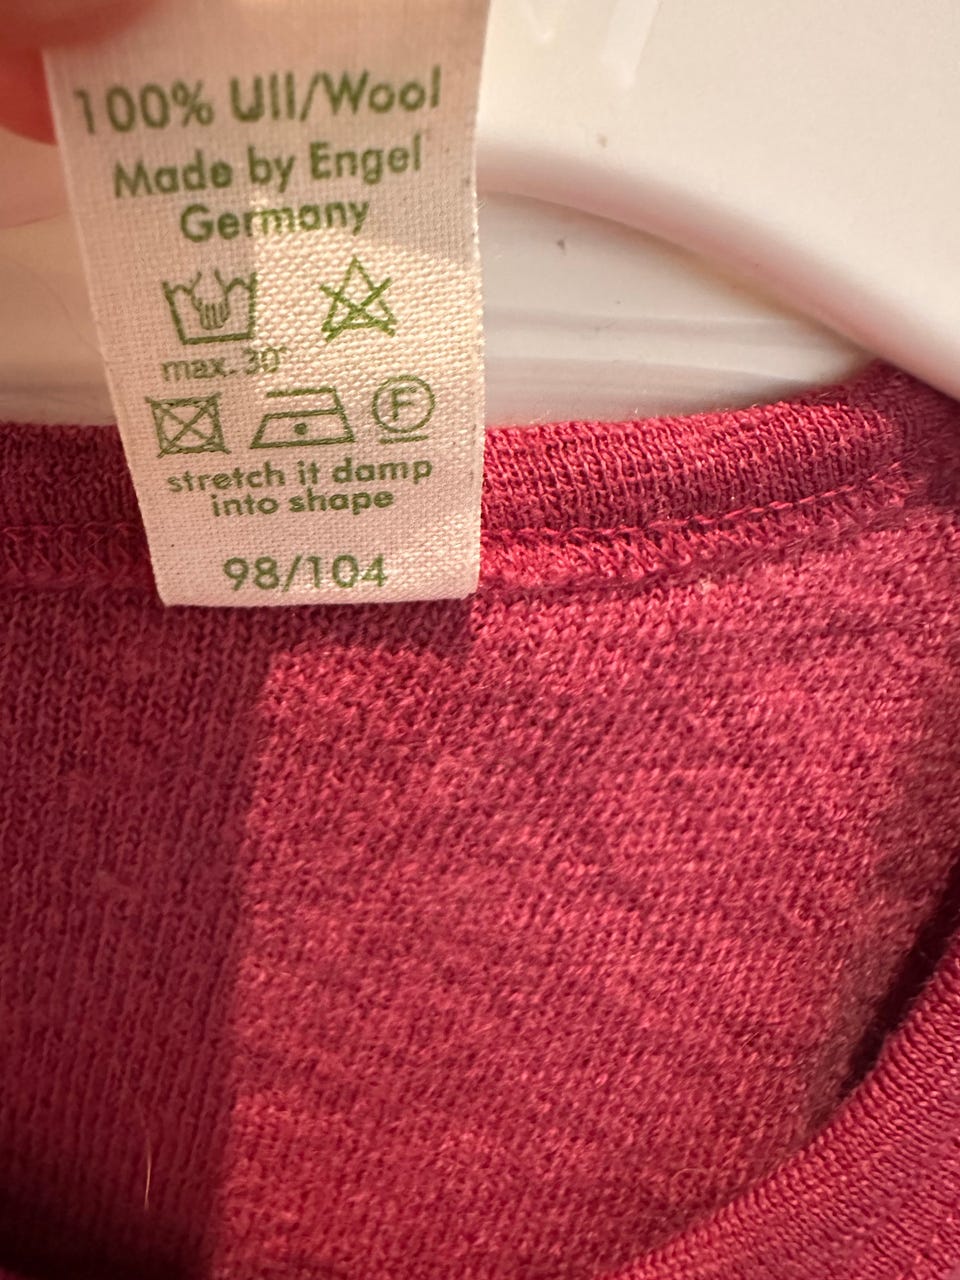 100% Ull/Wool
Made by Engel
Germany
max. 30°
F
stretch it damp
into shape
98/104